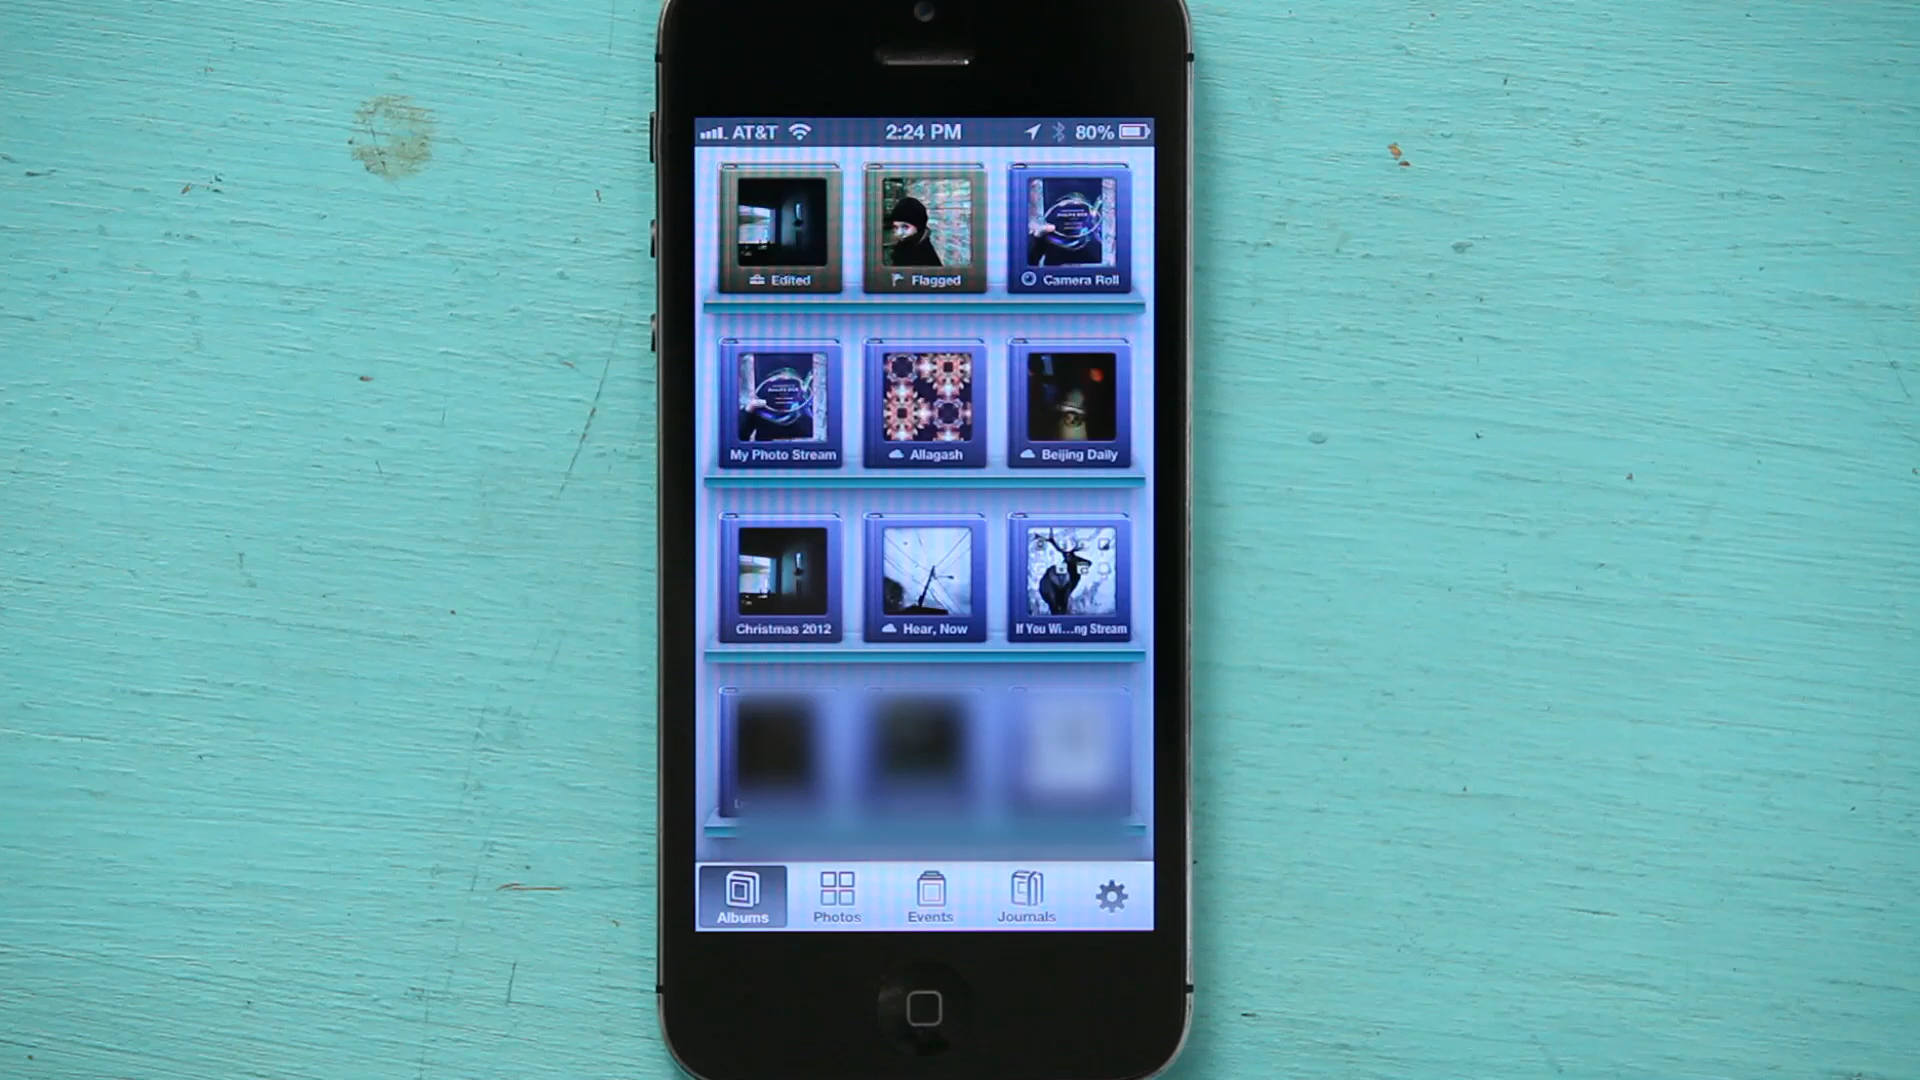 AT&T 2:24 PM 80%
Edited Flagged Camera Roll
My Photo Stream Allagash Beijing Daily
Christmas 2012 Hear, Now If You Wi...ng Stream
Albums Photos Events Journals